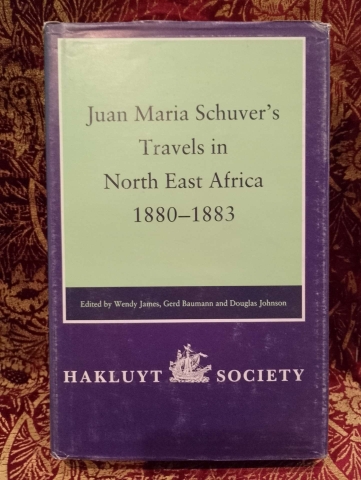 Juan Maria Schuver's
Travels in
North East Africa
1880–1883
Edited by Wendy James, Gerd Baumann and Douglas Johnson
HAKLUYT SOCIETY